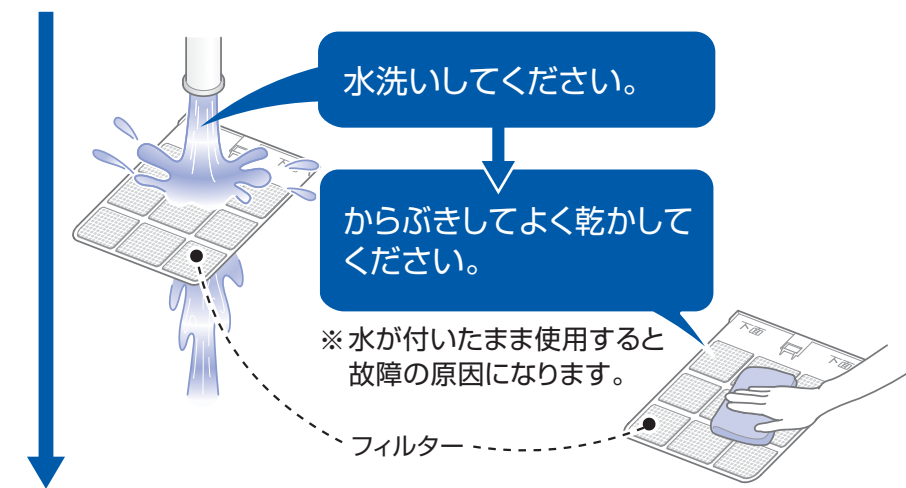 水洗いしてください。
からぶきしてよく乾かして
ください。
※水が付いたまま使用すると
故障の原因になります。
フィルター
下面
下面
下面